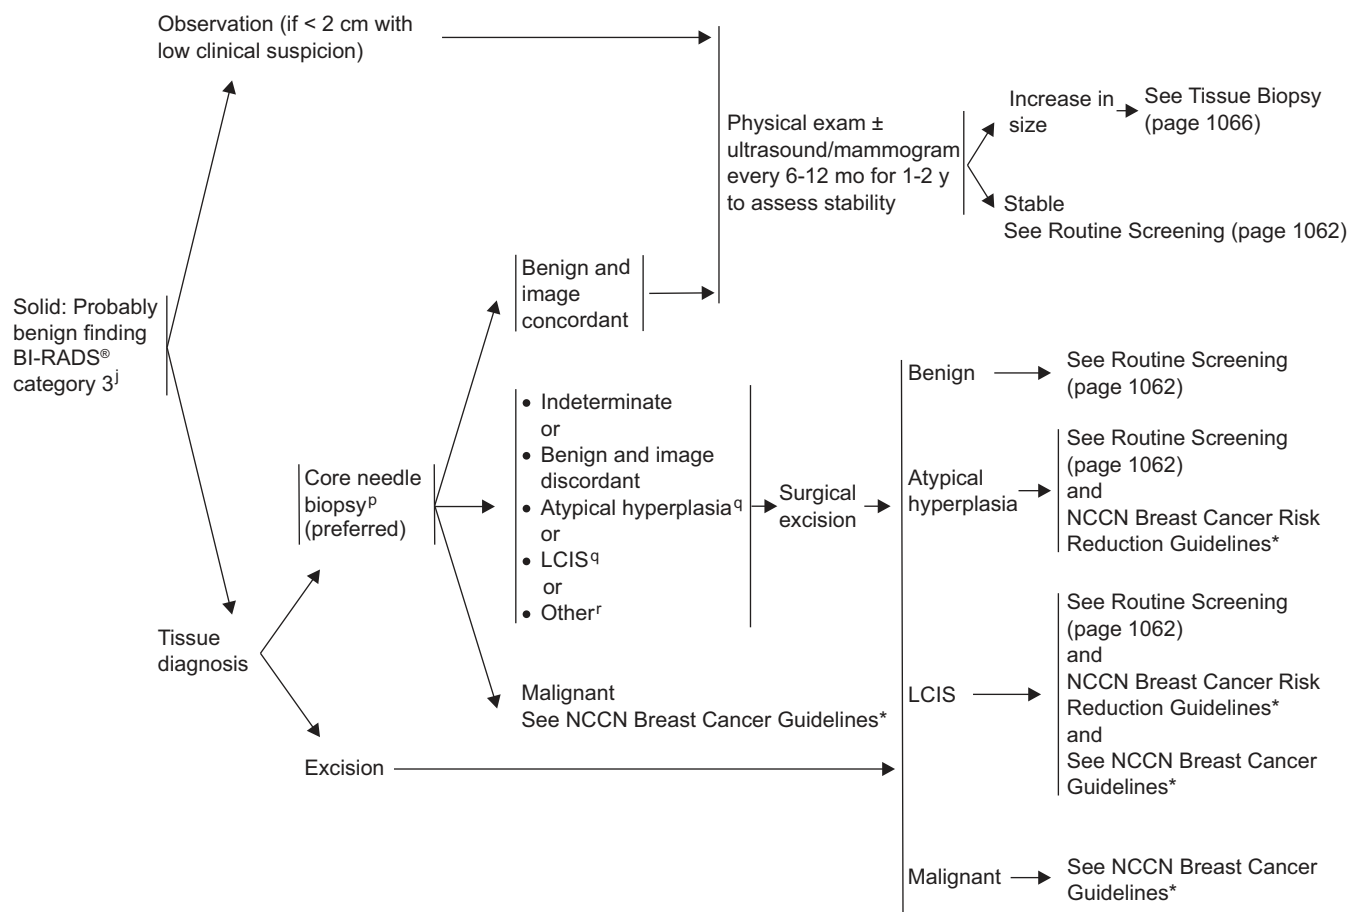 Observation (if < 2 cm with
low clinical suspicion)
Physical exam ±
ultrasound/mammogram
every 6-12 mo for 1-2 y
to assess stability
Increase in
size
See Tissue Biopsy
(page 1066)
Stable
See Routine Screening (page 1062)
Solid: Probably
benign finding
BI-RADS®
category 3j
Benign and
image
concordant
Core needle
biopsyp
(preferred)
• Indeterminate
or
• Benign and image
discordant
• Atypical hyperplasiaq
or
• LCISq
or
• Otherr
Surgical
excision
Tissue
diagnosis
Malignant
See NCCN Breast Cancer Guidelines*
Excision
Benign
See Routine Screening
(page 1062)
Atypical
hyperplasia
See Routine Screening
(page 1062)
and
NCCN Breast Cancer Risk
Reduction Guidelines*
LCIS
See Routine Screening
(page 1062)
and
NCCN Breast Cancer Risk
Reduction Guidelines*
and
See NCCN Breast Cancer
Guidelines*
Malignant
See NCCN Breast Cancer
Guidelines*